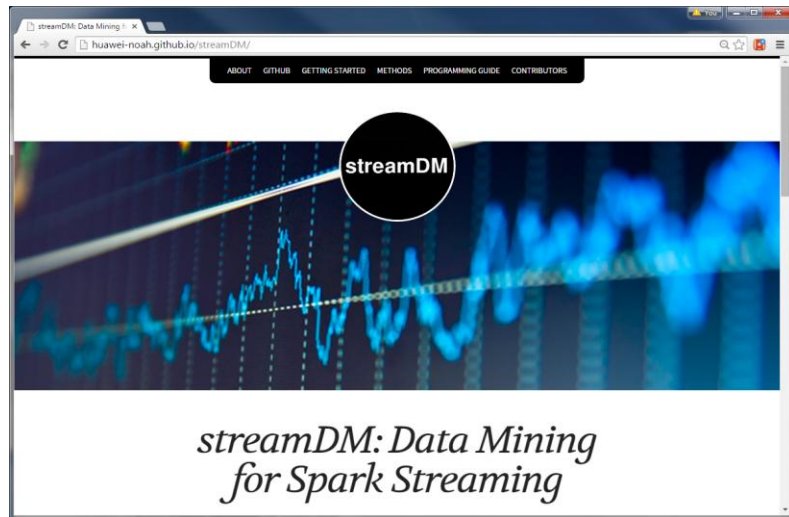 You
streamDM: Data Mining f
huawei-noah.github.io/streamDM/
ABOUT GITHUB GETTING STARTED METHODS PROGRAMMING GUIDE CONTRIBUTORS
streamDM
streamDM: Data Mining
for Spark Streaming